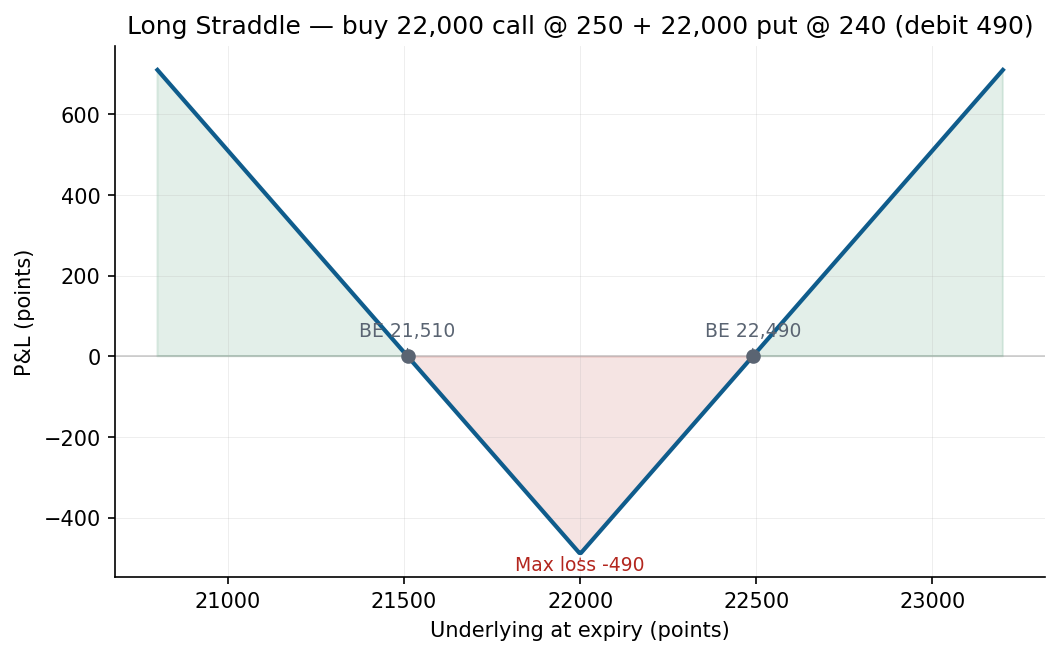 Long Straddle — buy 22,000 call @ 250 + 22,000 put @ 240 (debit 490)
P&L (points)
600
400
200
0
−200
−400
BE 21,510
BE 22,490
Max loss -490
21000
21500
22000
22500
23000
Underlying at expiry (points)